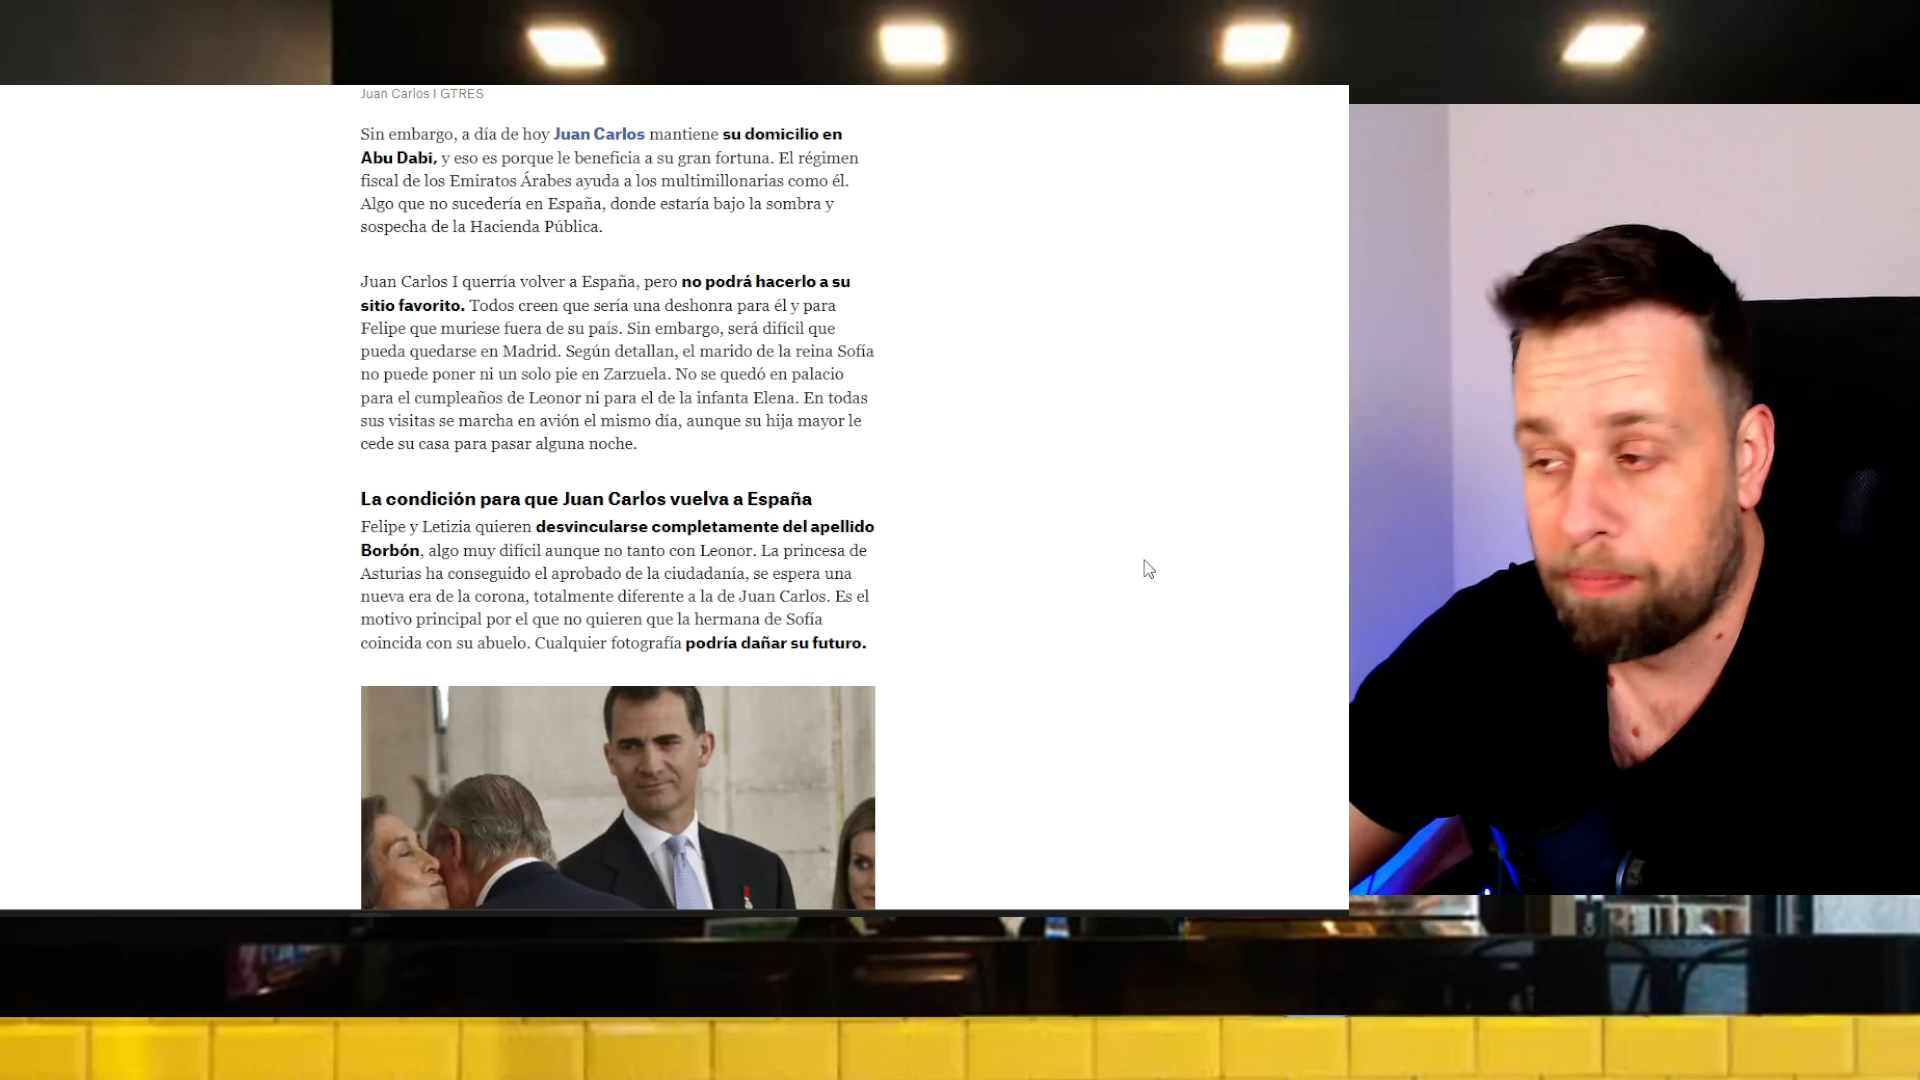 Juan Carlos I GTRES
Sin embargo, a día de hoy Juan Carlos mantiene su domicilio en
Abu Dabi, y eso es porque le beneficia a su gran fortuna. El régimen
fiscal de los Emiratos Árabes ayuda a los multimillonarias como él.
Algo que no sucedería en España, donde estaría bajo la sombra y
sospecha de la Hacienda Pública.
Juan Carlos I querría volver a España, pero no podrá hacerlo a su
sitio favorito. Todos creen que sería una deshonra para él y para
Felipe que muriese fuera de su país. Sin embargo, será difícil que
pueda quedarse en Madrid. Según detallan, el marido de la reina Sofía
no puede poner ni un solo pie en Zarzuela. No se quedó en palacio
para el cumpleaños de Leonor ni para el de la infanta Elena. En todas
sus visitas se marcha en avión el mismo día, aunque su hija mayor le
cede su casa para pasar alguna noche.
La condición para que Juan Carlos vuelva a España
Felipe y Letizia quieren desvincularse completamente del apellido
Borbón, algo muy difícil aunque no tanto con Leonor. La princesa de
Asturias ha conseguido el aprobado de la ciudadanía, se espera una
nueva era de la corona, totalmente diferente a la de Juan Carlos. Es el
motivo principal por el que no quieren que la hermana de Sofía
coincida con su abuelo. Cualquier fotografía podría dañar su futuro.